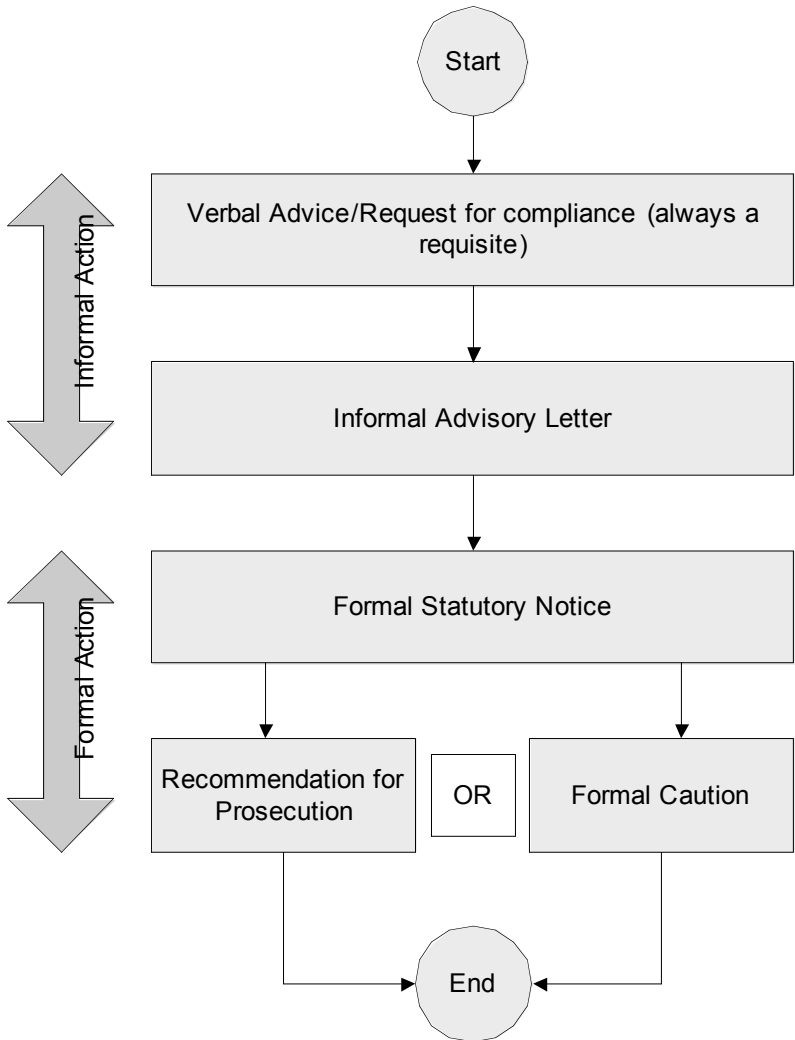 Start
Verbal Advice/Request for compliance (always a
requisite)
Informal Action
Informal Advisory Letter
Formal Statutory Notice
Formal Action
Recommendation for
Prosecution
OR
Formal Caution
End